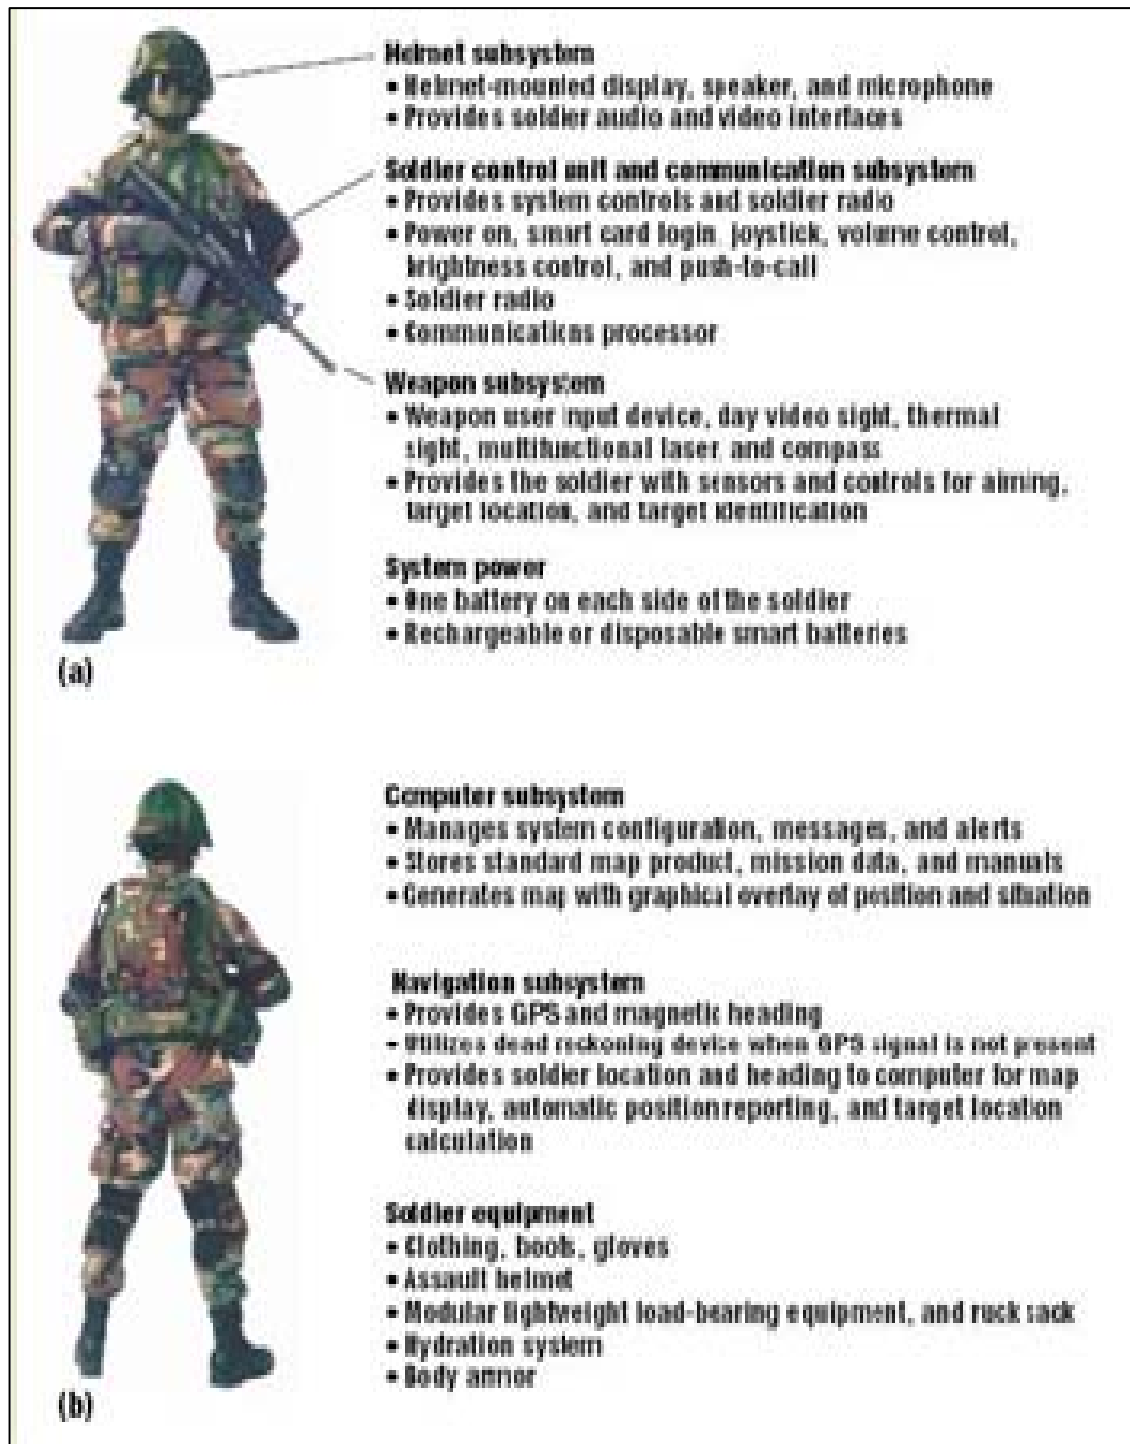 Helmet subsystem
• Helmet-mounted display, speaker, and microphone
• Provides soldier audio and video interfaces
Soldier control unit and communication subsystem
• Provides system controls and soldier radio
• Power on, smart card login, joystick, volume control,
brightness control, and push-to-call
• Soldier radio
• Communications processor
Weapon subsystem
• Weapon user input device, day video sight, thermal
sight, multifunctional laser, and compass
• Provides the soldier with sensors and controls for aiming,
target location, and target identification
System power
• One battery on each side of the soldier
• Rechargeable or disposable smart batteries
(a)
Computer subsystem
• Manages system configuration, messages, and alerts
• Stores standard map product, mission data, and manuals
• Generates map with graphical overlay of position and situation
Navigation subsystem
• Provides GPS and magnetic heading
• Utilizes dead reckoning device when GPS signal is not present
• Provides soldier location and heading to computer for map
display, automatic position reporting, and target location
calculation
Soldier equipment
• Clothing, boots, gloves
• Assault helmet
• Modular lightweight load-bearing equipment, and ruck sack
• Hydration system
• Body armor
(b)